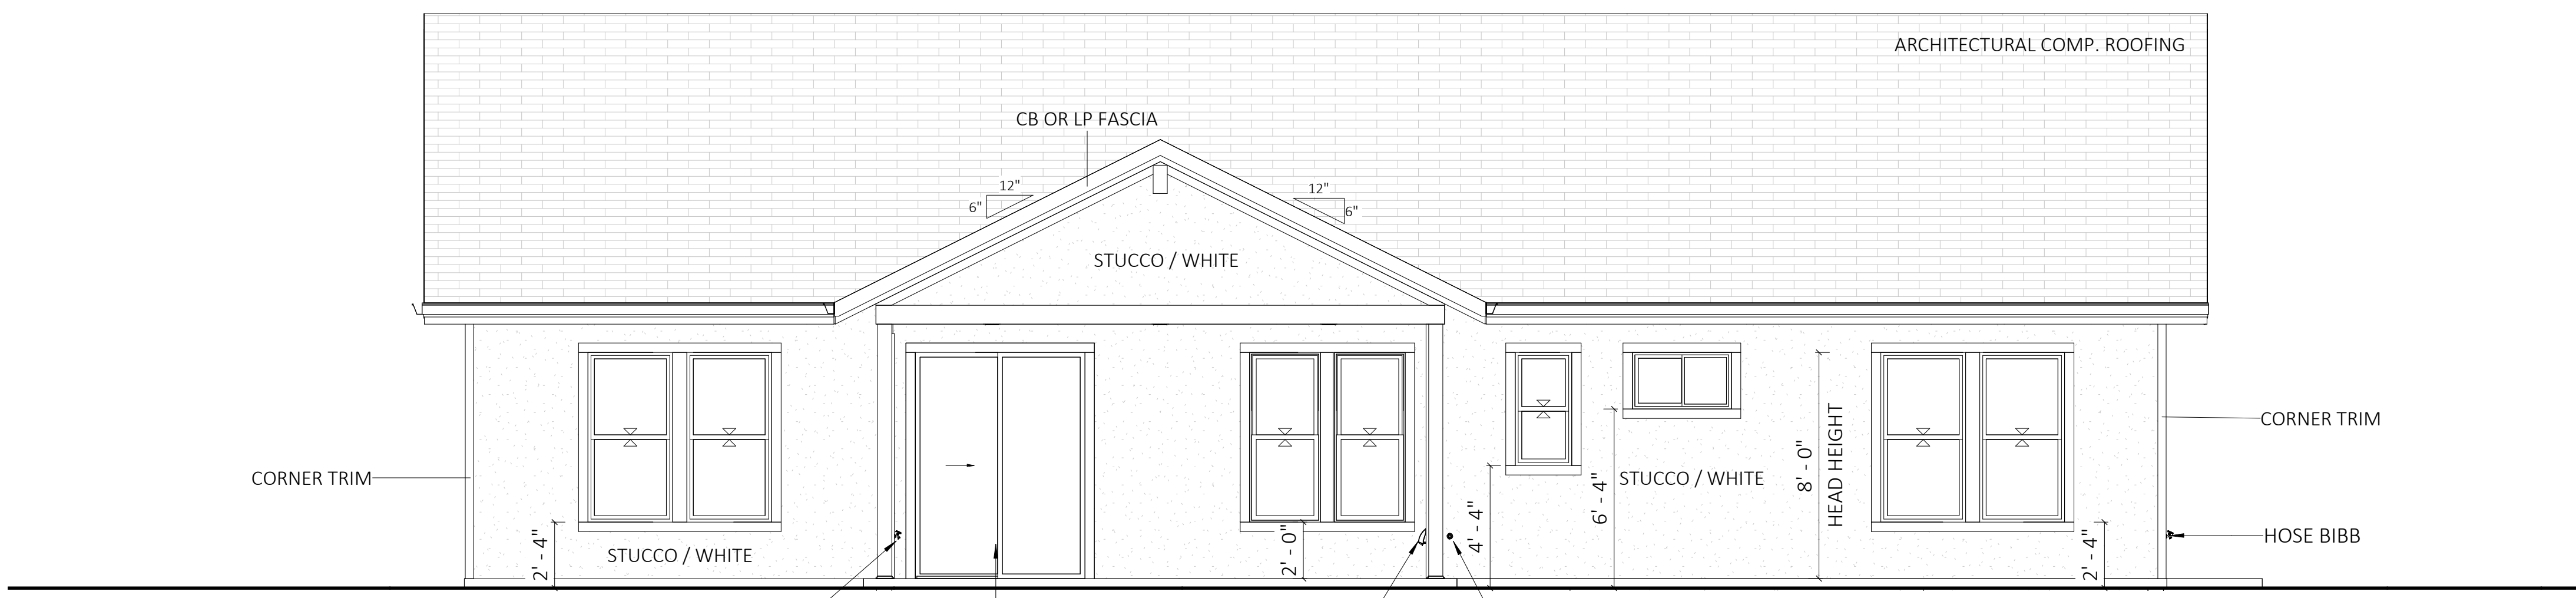 ARCHITECTURAL COMP. ROOFING
CB OR LP FASCIA
12"
6"
12"
6"
STUCCO / WHITE
CORNER TRIM
CORNER TRIM
STUCCO / WHITE
8' - 0"
HEAD HEIGHT
6' - 4"
4' - 4"
HOSE BIBB
STUCCO / WHITE
2' - 4"
2' - 0"
2' - 4"